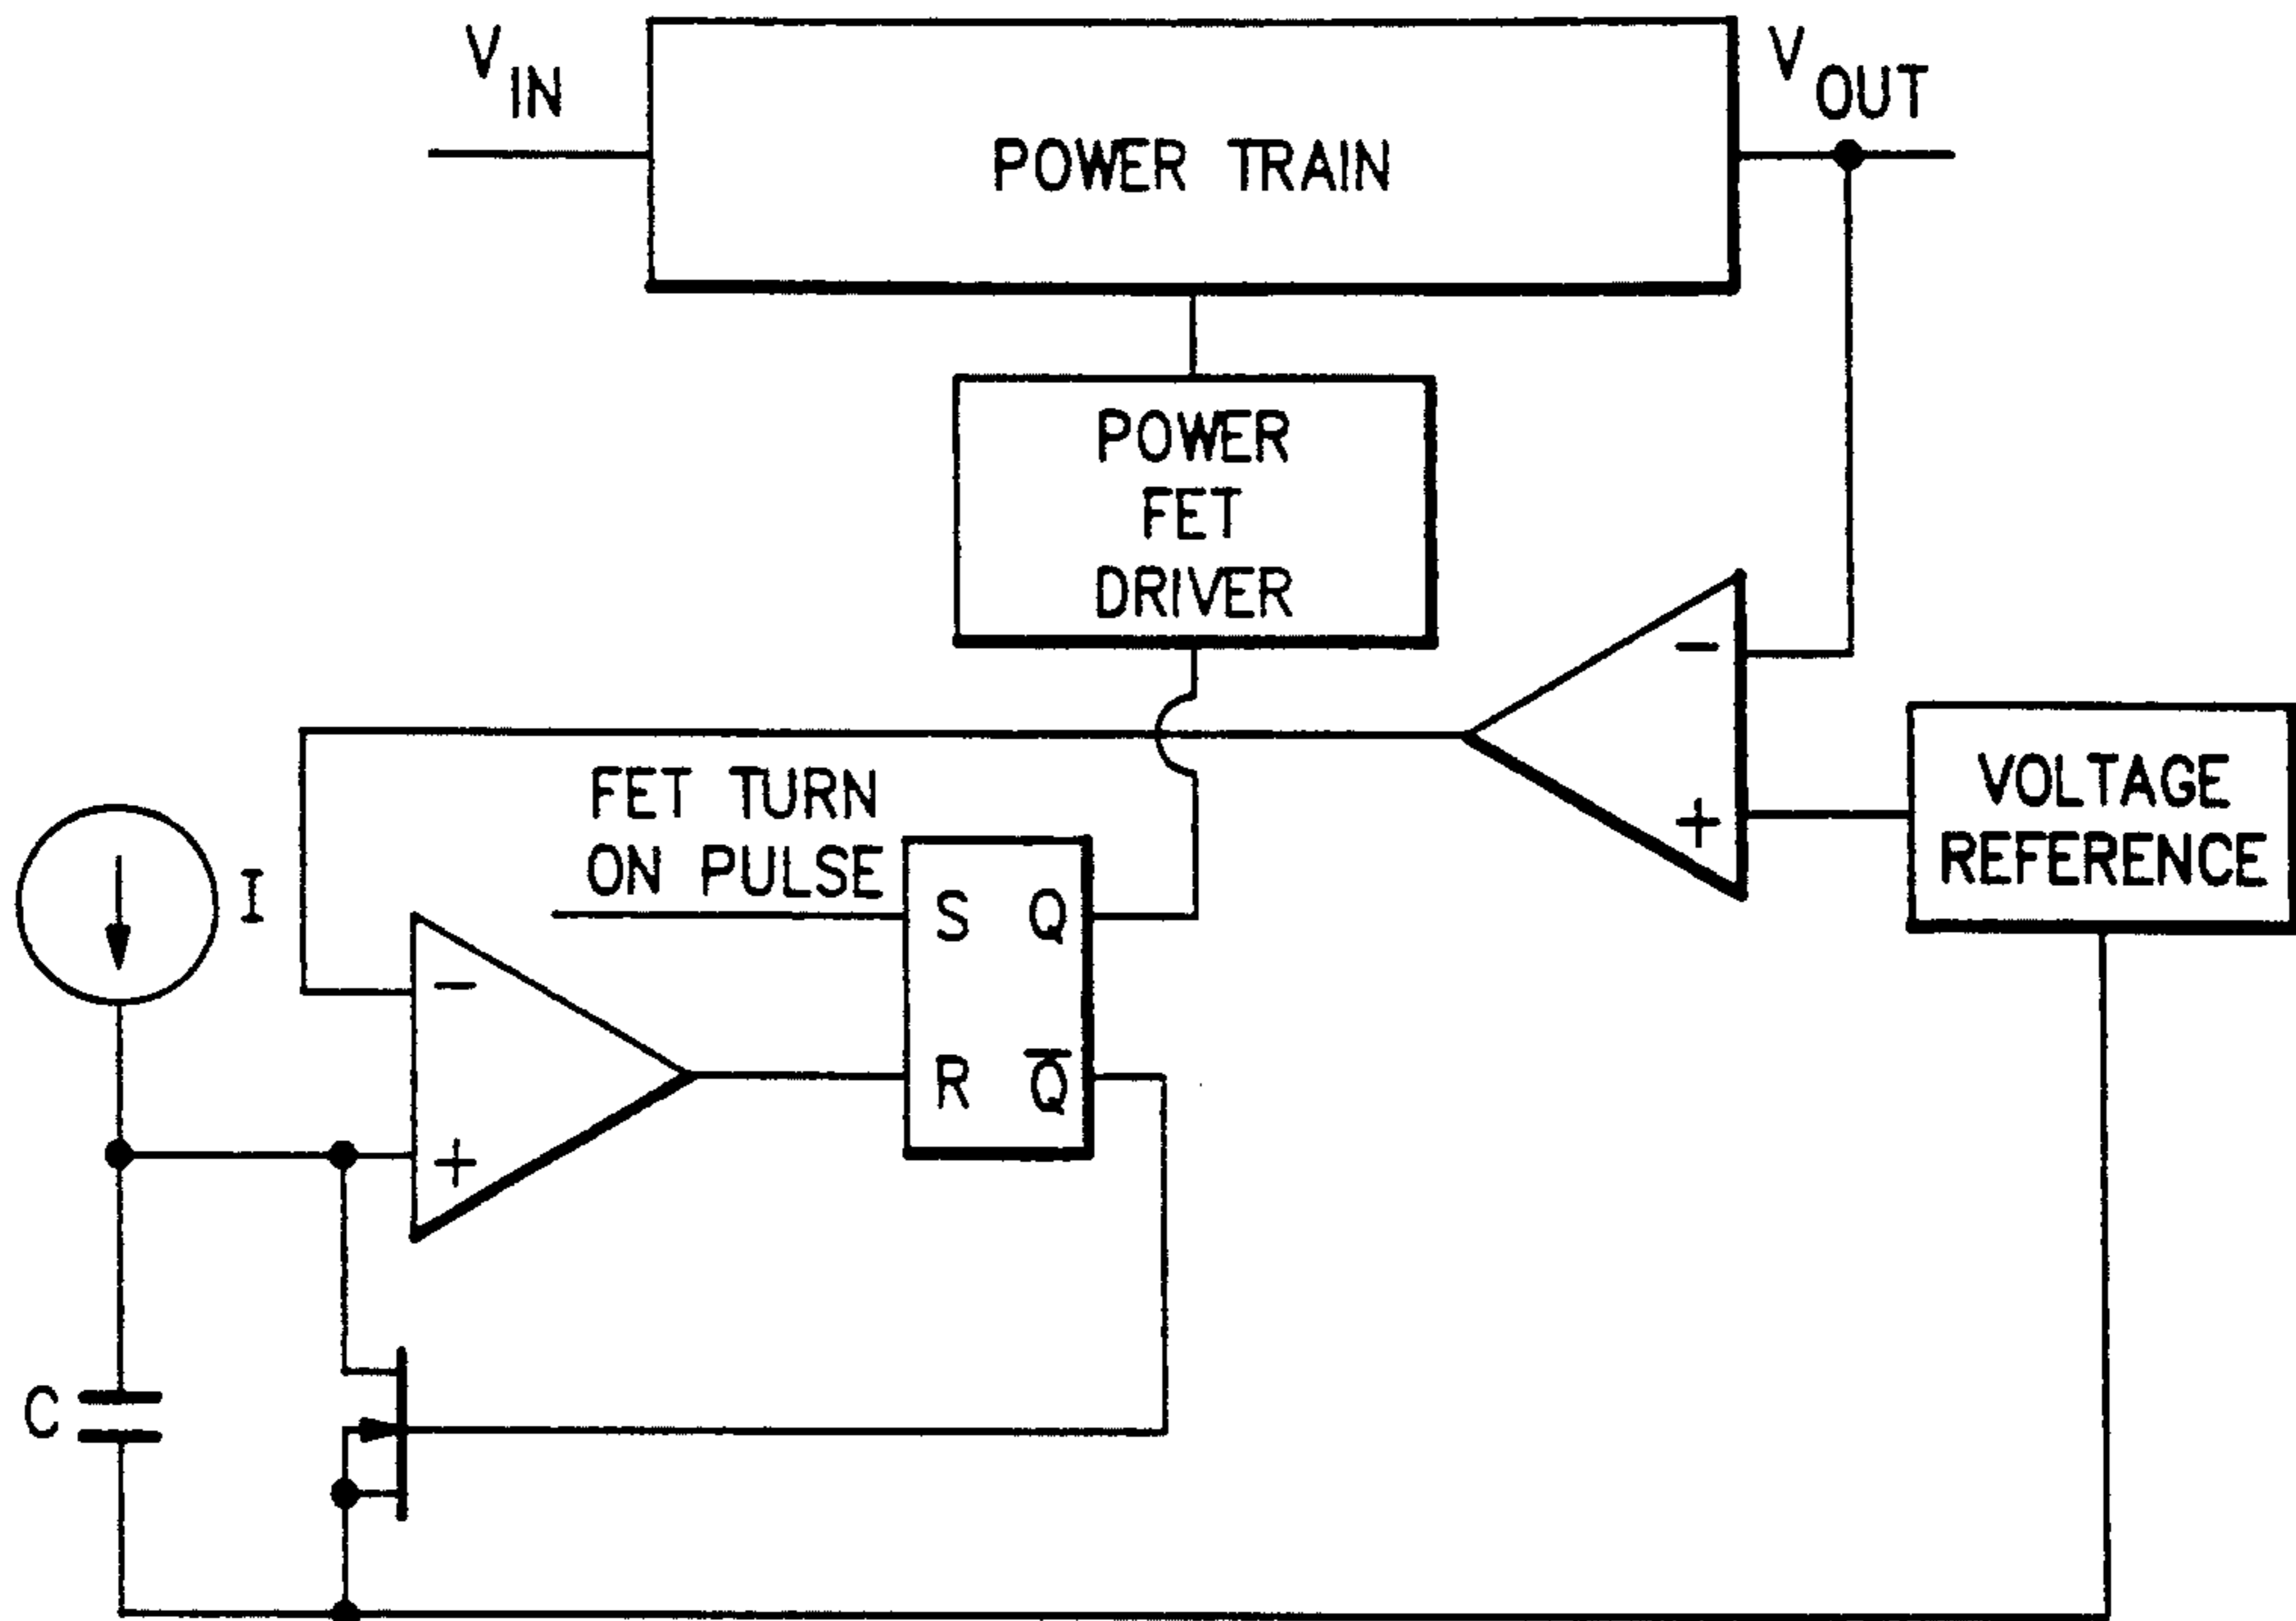 V IN
V OUT
POWER TRAIN
POWER
FET
DRIVER
-
+
VOLTAGE
REFERENCE
FET TURN
ON PULSE
I
S Q
R Q̅
-
+
C